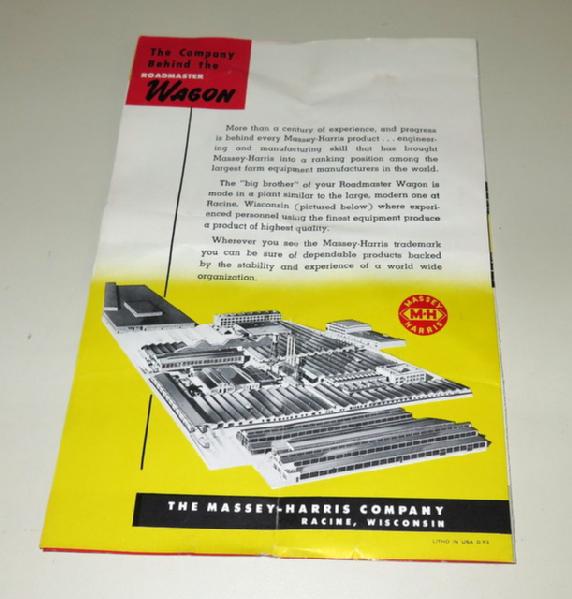 The Company
Behind the
ROADMASTER
WAGON
More than a century of experience, and progress
is behind every Massey-Harris product . . . engineer-
ing and manufacturing skill that has brought
Massey-Harris into a ranking position among the
largest farm equipment manufacturers in the world.
The "big brother" of your Roadmaster Wagon is
made in a plant similar to the large, modern one at
Racine, Wisconsin (pictured below) where experi-
enced personnel using the finest equipment produce
a product of highest quality.
Wherever you see the Massey-Harris trademark
you can be sure of dependable products backed
by the stability and experience of a world wide
organization.
MASSEY
M-H
HARRIS
THE MASSEY-HARRIS COMPANY
RACINE, WISCONSIN
LITHO IN USA